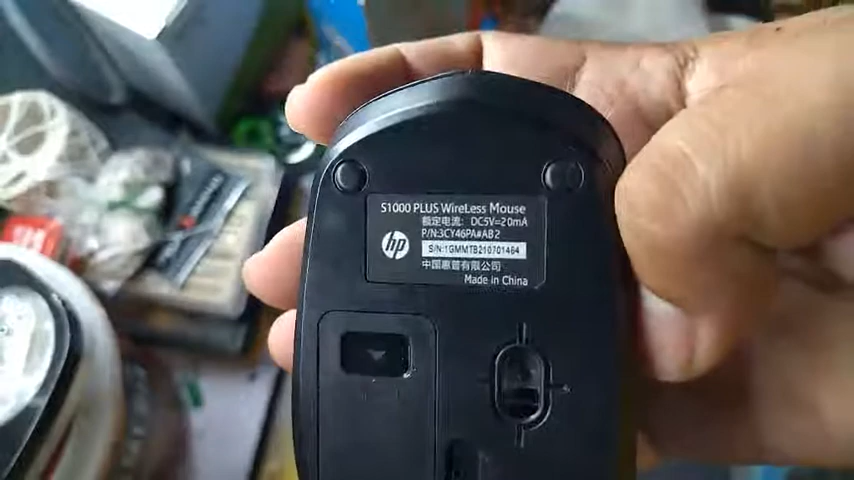 S1000 PLUS WireLess Mouse
额定电流: DC5V=20mA
P/N:3CY46PA#AB2
hp
S/N:1GMMTB210701464
中国惠普有限公司
Made in China